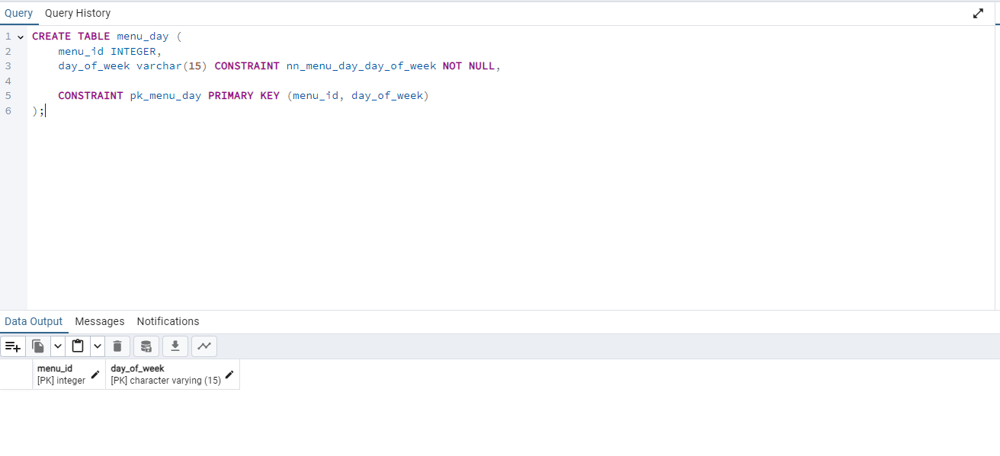 Query Query History
1 CREATE TABLE menu_day (
2 menu_id INTEGER,
3 day_of_week varchar(15) CONSTRAINT nn_menu_day_day_of_week NOT NULL,
4
5 CONSTRAINT pk_menu_day PRIMARY KEY (menu_id, day_of_week)
6 );
Data Output Messages Notifications
menu_id day_of_week
[PK] integer [PK] character varying (15)